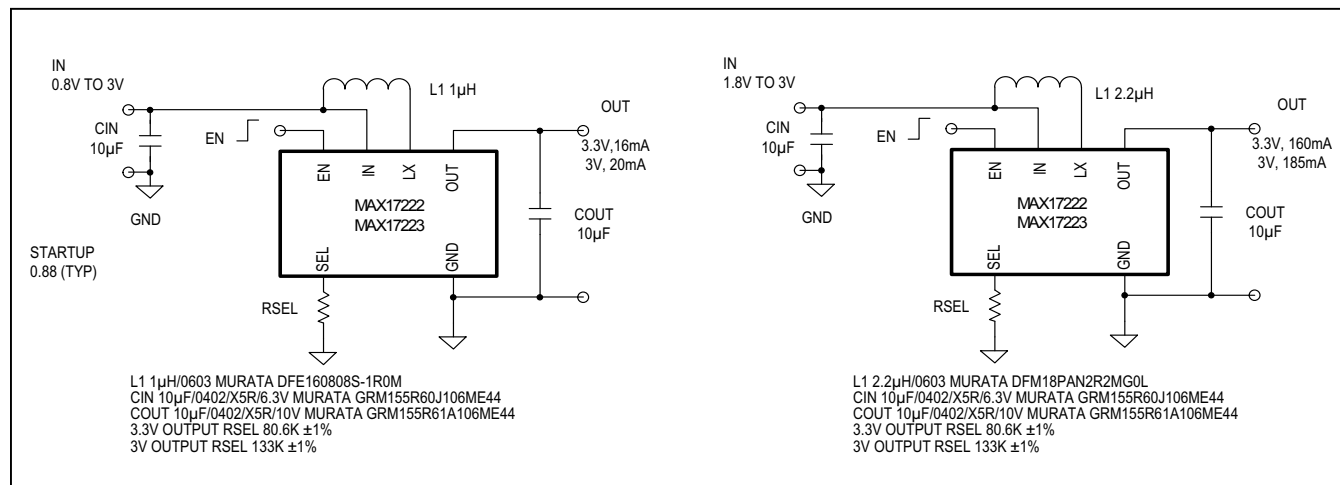 IN
0.8V TO 3V
L1 1µH
OUT
CIN
10µF
EN
3.3V,16mA
3V, 20mA
EN
IN
LX
OUT
MAX17222
MAX17223
GND
COUT
10µF
STARTUP
0.88 (TYP)
SEL
GND
RSEL
L1 1µH/0603 MURATA DFE160808S-1R0M
CIN 10µF/0402/X5R/6.3V MURATA GRM155R60J106ME44
COUT 10µF/0402/X5R/10V MURATA GRM155R61A106ME44
3.3V OUTPUT RSEL 80.6K ±1%
3V OUTPUT RSEL 133K ±1%
IN
1.8V TO 3V
L1 2.2µH
OUT
CIN
10µF
EN
3.3V, 160mA
3V, 185mA
EN
IN
LX
OUT
MAX17222
MAX17223
GND
COUT
10µF
SEL
GND
RSEL
L1 2.2µH/0603 MURATA DFM18PAN2R2MG0L
CIN 10µF/0402/X5R/6.3V MURATA GRM155R60J106ME44
COUT 10µF/0402/X5R/10V MURATA GRM155R61A106ME44
3.3V OUTPUT RSEL 80.6K ±1%
3V OUTPUT RSEL 133K ±1%